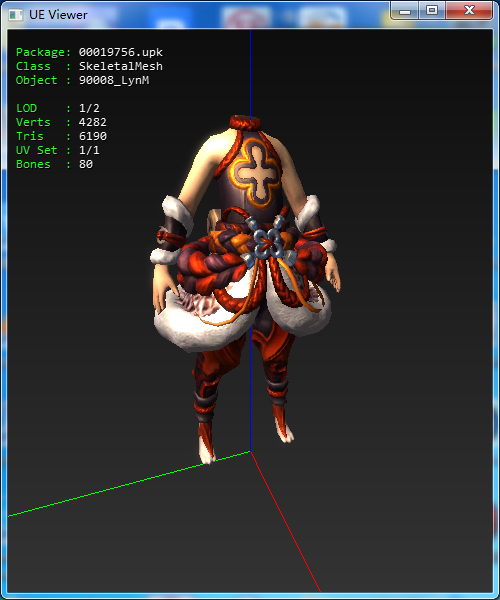 UE Viewer
Package: 00019756.upk
Class : SkeletalMesh
Object : 90008_LynM
LOD : 1/2
Verts : 4282
Tris : 6190
UV Set : 1/1
Bones : 80